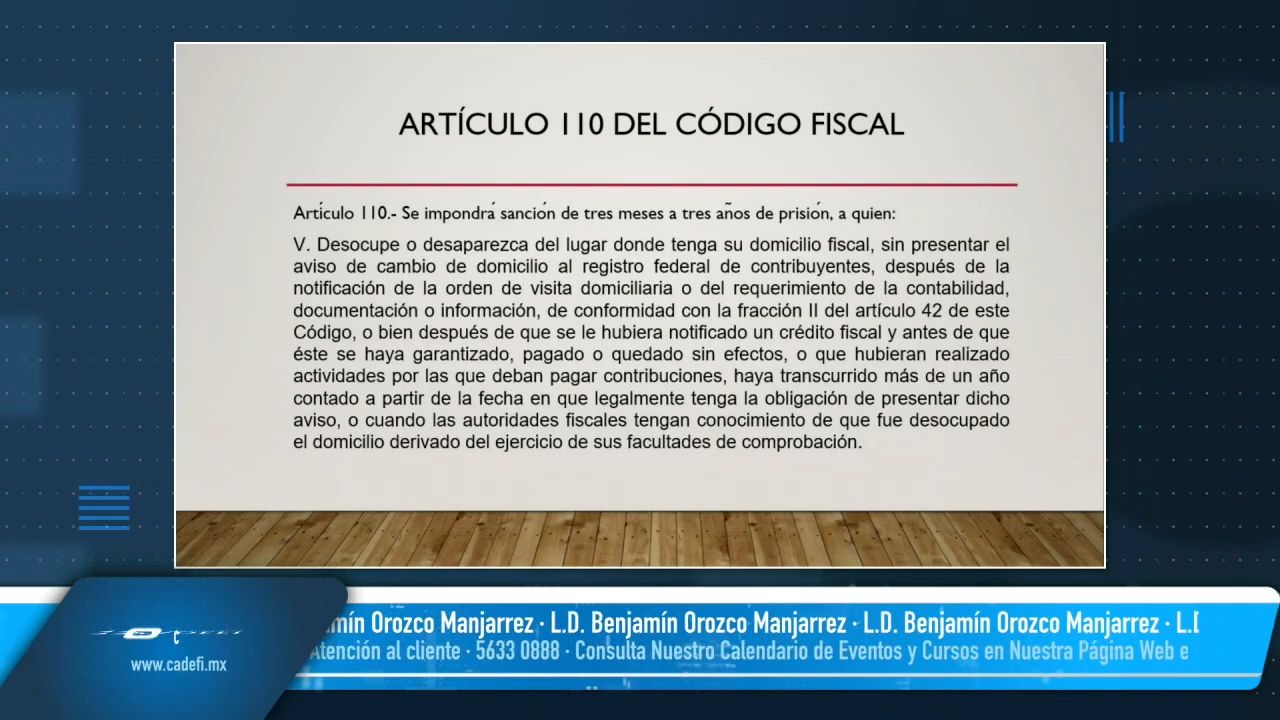 ARTÍCULO 110 DEL CÓDIGO FISCAL
Artículo 110.- Se impondrá sanción de tres meses a tres años de prisión, a quien:
V. Desocupe o desaparezca del lugar donde tenga su domicilio fiscal, sin presentar el
aviso de cambio de domicilio al registro federal de contribuyentes, después de la
notificación de la orden de visita domiciliaria o del requerimiento de la contabilidad,
documentación o información, de conformidad con la fracción II del artículo 42 de este
Código, o bien después de que se le hubiera notificado un crédito fiscal y antes de que
éste se haya garantizado, pagado o quedado sin efectos, o que hubieran realizado
actividades por las que deban pagar contribuciones, haya transcurrido más de un año
contado a partir de la fecha en que legalmente tenga la obligación de presentar dicho
aviso, o cuando las autoridades fiscales tengan conocimiento de que fue desocupado
el domicilio derivado del ejercicio de sus facultades de comprobación.
mín Orozco Manjarrez · L.D. Benjamín Orozco Manjarrez · L.D. Benjamín Orozco Manjarrez · L.
Atención al cliente · 5633 0888 · Consulta Nuestro Calendario de Eventos y Cursos en Nuestra Página Web e
www.cadefi.mx